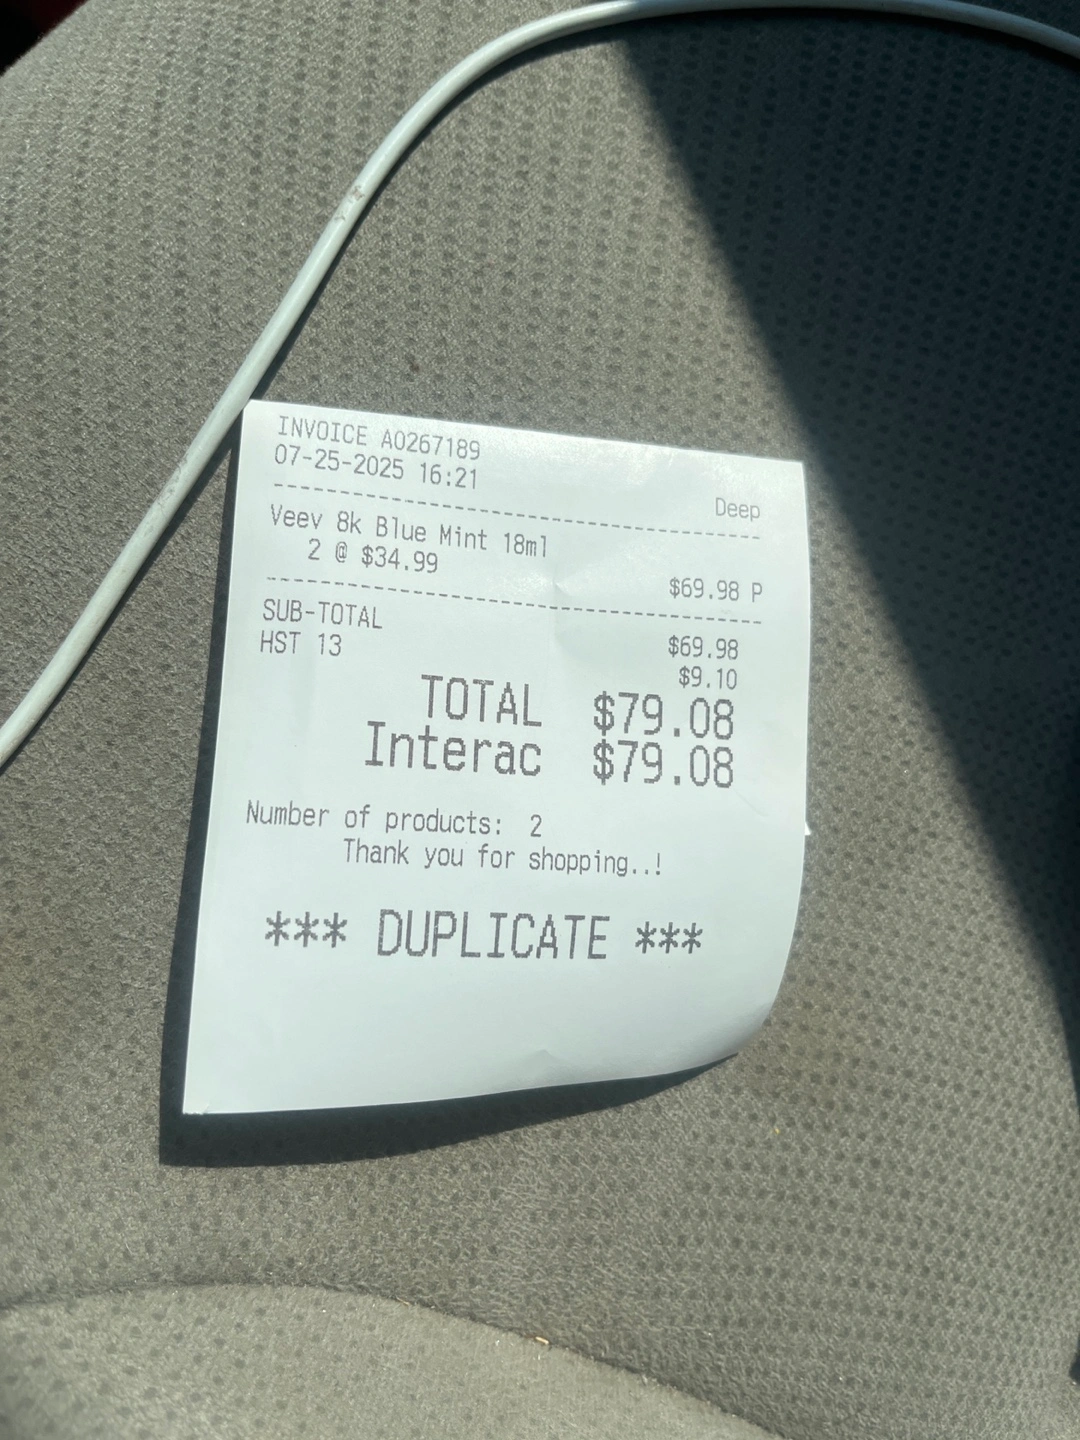 INVOICE A0267189
07-25-2025 16:21
Deep
--------------------------------------------
Veev 8k Blue Mint 18ml
2 @ $34.99 $69.98 P
--------------------------------------------
SUB-TOTAL $69.98
HST 13 $9.10
TOTAL $79.08
Interac $79.08
Number of products: 2
Thank you for shopping..!
*** DUPLICATE ***